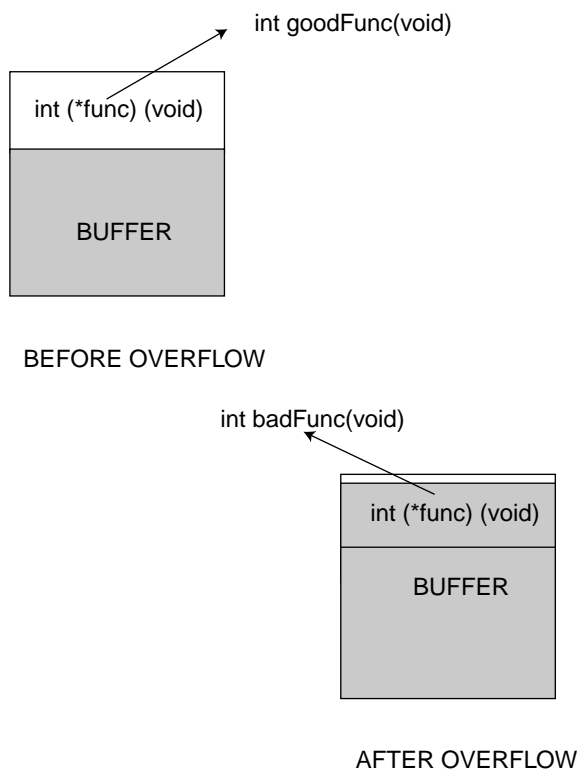 int goodFunc(void)
int (*func) (void)
BUFFER
BEFORE OVERFLOW
int badFunc(void)
int (*func) (void)
BUFFER
AFTER OVERFLOW